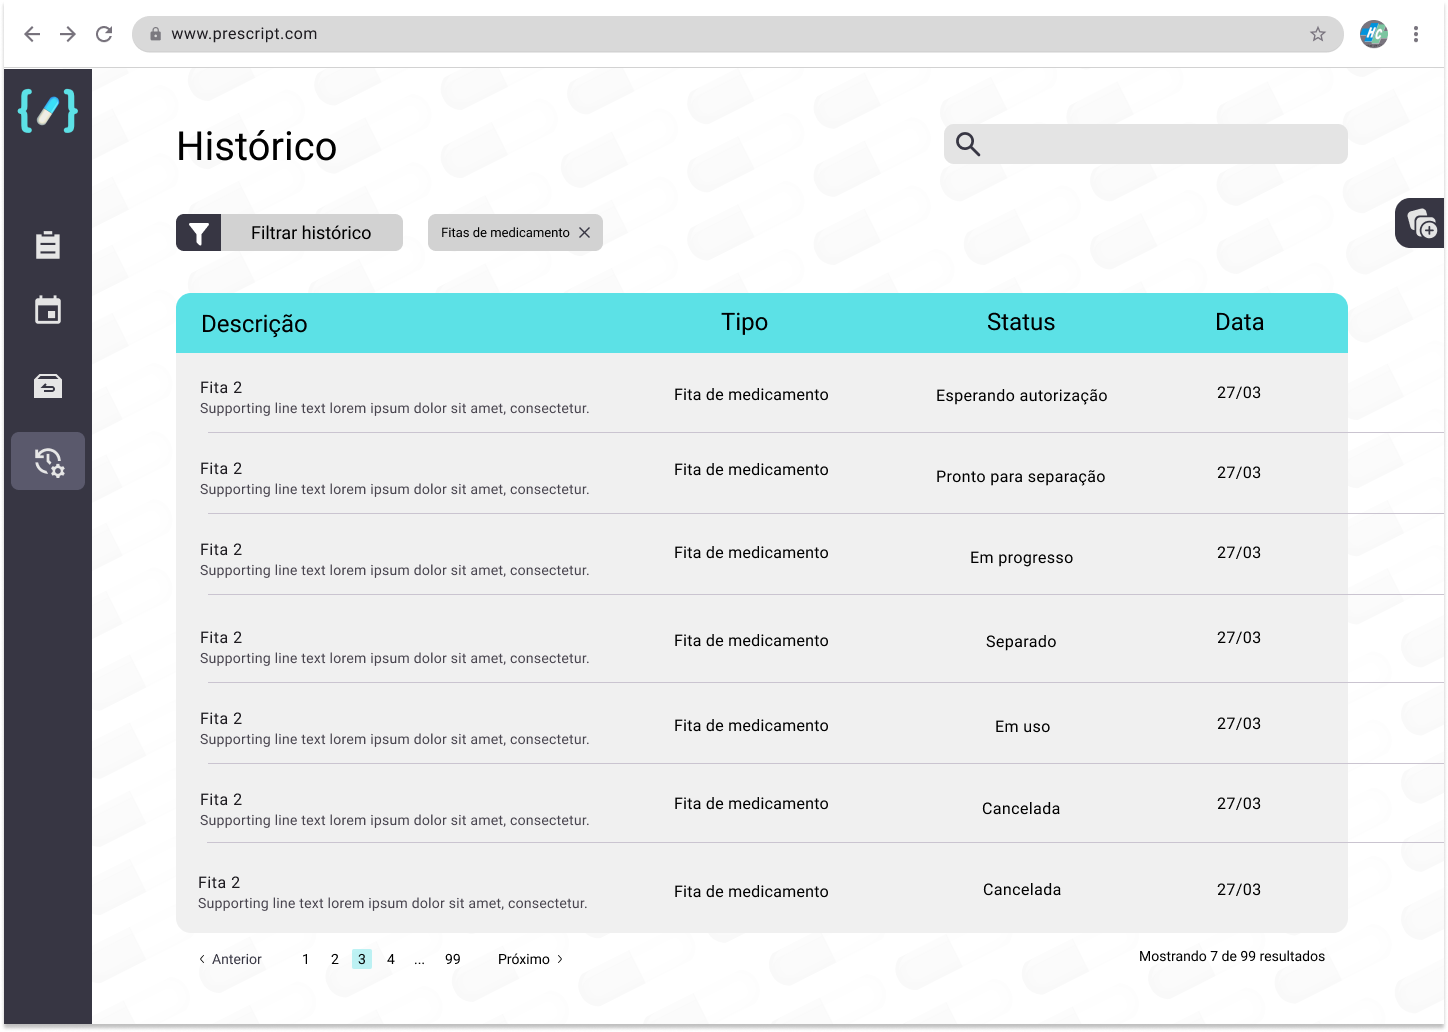 www.prescript.com
HC
{ }
Histórico
Filtrar histórico
Fitas de medicamento
Descrição Tipo Status Data
Fita 2
Supporting line text lorem ipsum dolor sit amet, consectetur.
Fita de medicamento
Esperando autorização
27/03
Fita 2
Supporting line text lorem ipsum dolor sit amet, consectetur.
Fita de medicamento
Pronto para separação
27/03
Fita 2
Supporting line text lorem ipsum dolor sit amet, consectetur.
Fita de medicamento
Em progresso
27/03
Fita 2
Supporting line text lorem ipsum dolor sit amet, consectetur.
Fita de medicamento
Separado
27/03
Fita 2
Supporting line text lorem ipsum dolor sit amet, consectetur.
Fita de medicamento
Em uso
27/03
Fita 2
Supporting line text lorem ipsum dolor sit amet, consectetur.
Fita de medicamento
Cancelada
27/03
Fita 2
Supporting line text lorem ipsum dolor sit amet, consectetur.
Fita de medicamento
Cancelada
27/03
‹ Anterior 1 2 3 4 ... 99 Próximo ›
Mostrando 7 de 99 resultados